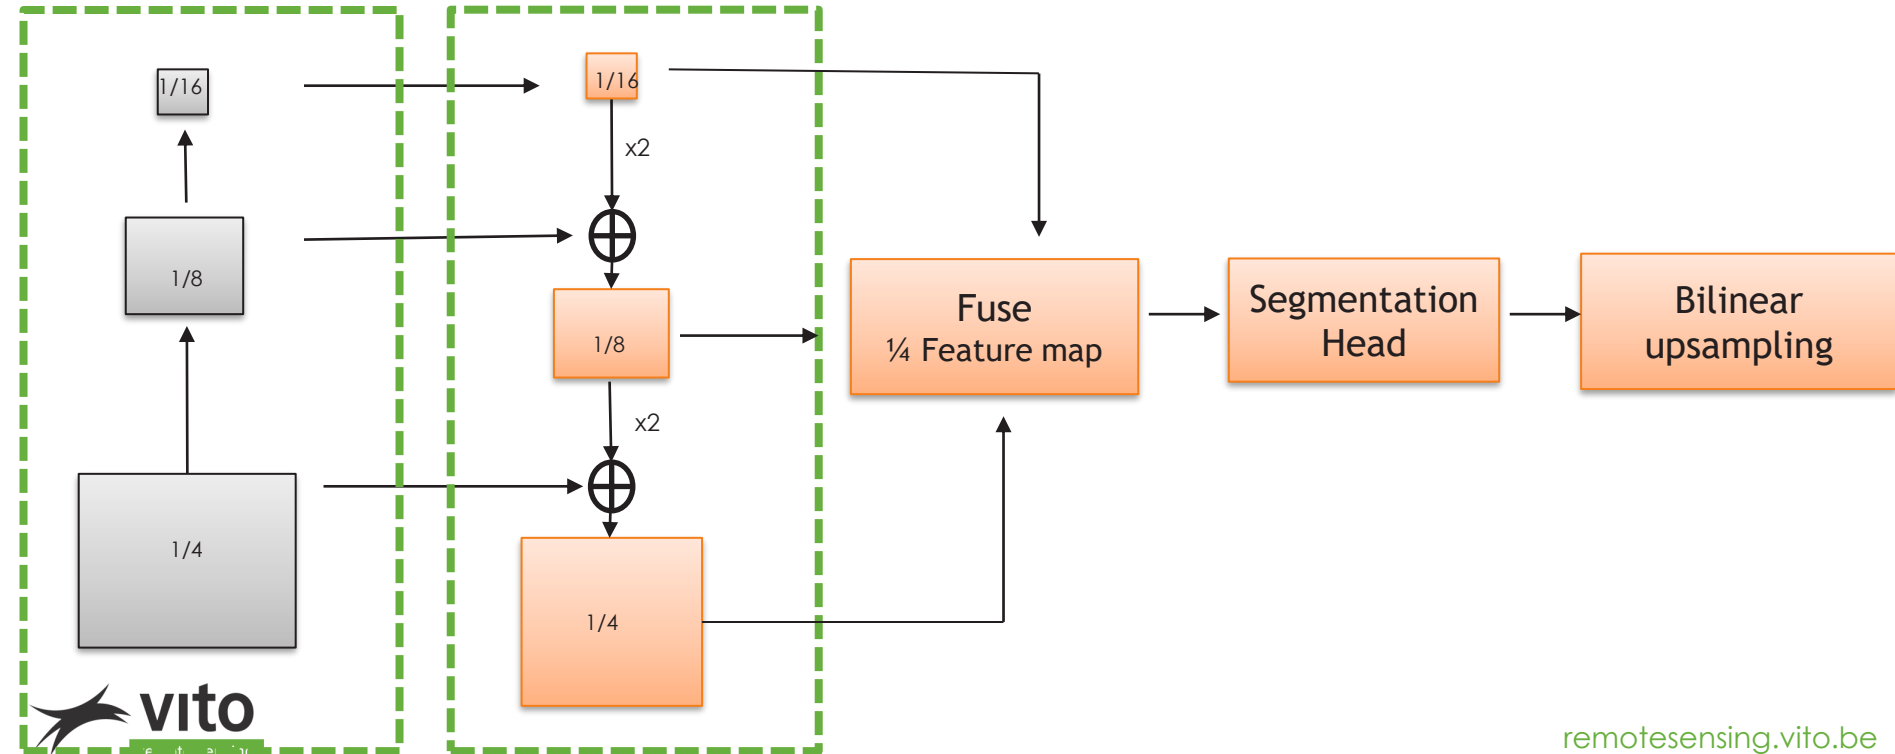 1/16
1/8
1/4
1/16
x2
1/8
x2
1/4
Fuse
¼ Feature map
Segmentation
Head
Bilinear
upsampling
vito
remotesensing.vito.be